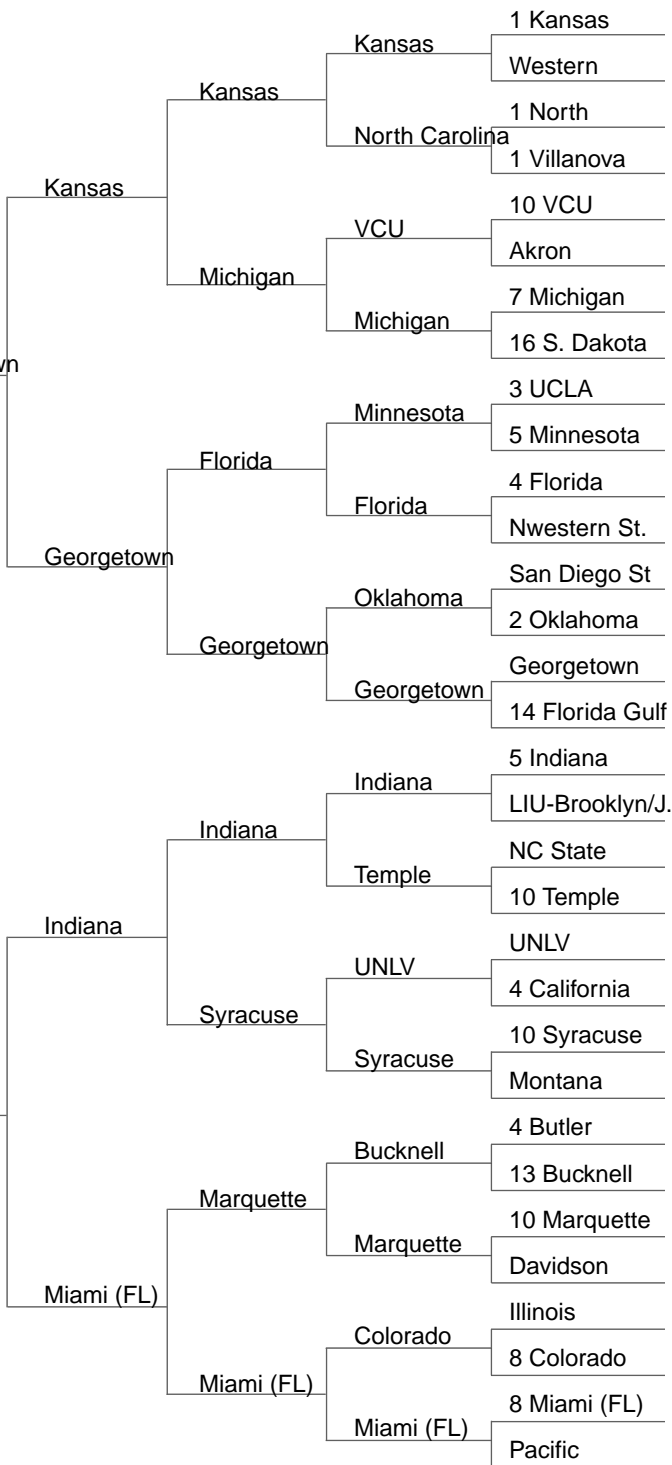 1 Kansas
Kansas
Western
Kansas
1 North
North Carolina
1 Villanova
Kansas
10 VCU
VCU
Akron
Michigan
7 Michigan
Michigan
16 S. Dakota
wn
3 UCLA
Minnesota
5 Minnesota
Florida
4 Florida
Florida
Nwestern St.
Georgetown
San Diego St
Oklahoma
2 Oklahoma
Georgetown
Georgetown
Georgetown
14 Florida Gulf
5 Indiana
Indiana
LIU-Brooklyn/J.
Indiana
NC State
Temple
10 Temple
Indiana
UNLV
UNLV
4 California
Syracuse
10 Syracuse
Syracuse
Montana
4 Butler
Bucknell
13 Bucknell
Marquette
10 Marquette
Marquette
Davidson
Miami (FL)
Illinois
Colorado
8 Colorado
Miami (FL)
8 Miami (FL)
Miami (FL)
Pacific